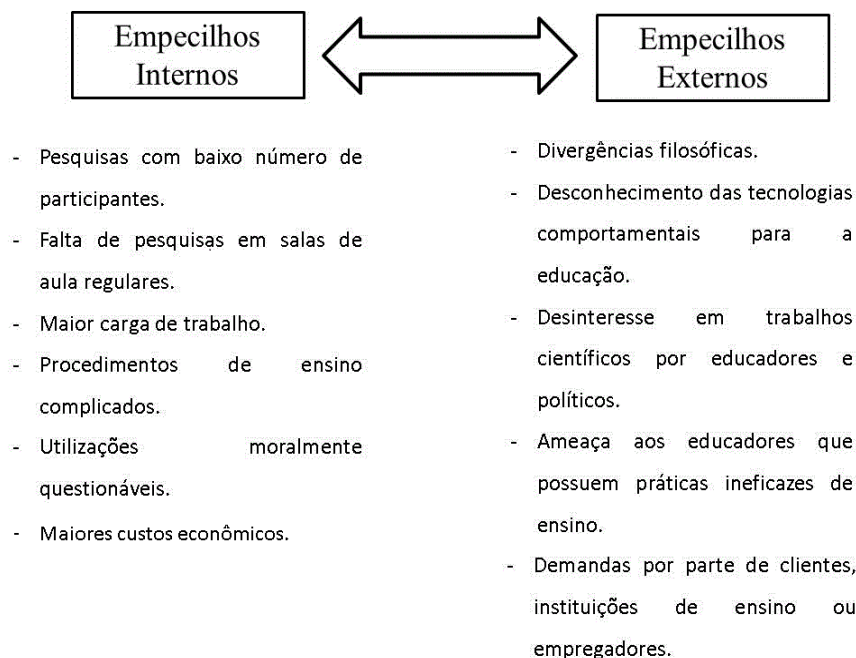 Empecilhos
Internos
- Pesquisas com baixo número de
participantes.
- Falta de pesquisas em salas de
aula regulares.
- Maior carga de trabalho.
- Procedimentos de ensino
complicados.
- Utilizações moralmente
questionáveis.
- Maiores custos econômicos.
Empecilhos
Externos
- Divergências filosóficas.
- Desconhecimento das tecnologias
comportamentais para a
educação.
- Desinteresse em trabalhos
científicos por educadores e
políticos.
- Ameaça aos educadores que
possuem práticas ineficazes de
ensino.
- Demandas por parte de clientes,
instituições de ensino ou
empregadores.